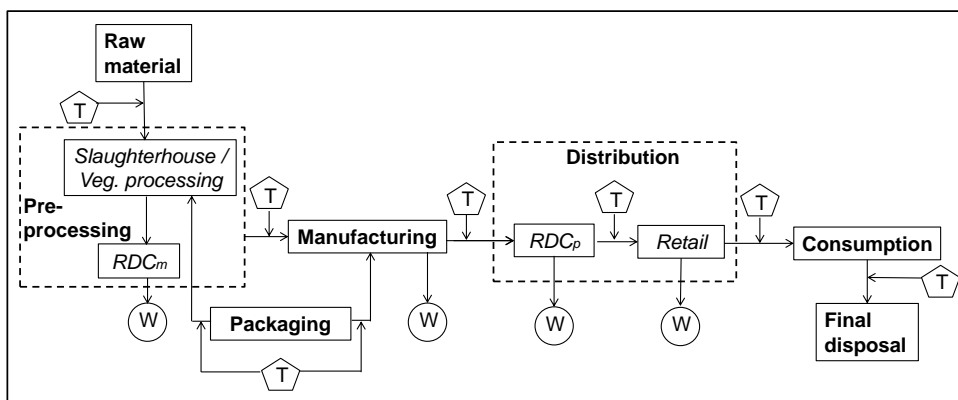 Raw
material
T
Slaughterhouse /
Veg. processing
Pre-
processing
RDCm
W
T
Packaging
T
Manufacturing
W
T
Distribution
RDCp
W
T
Retail
W
T
Consumption
T
Final
disposal